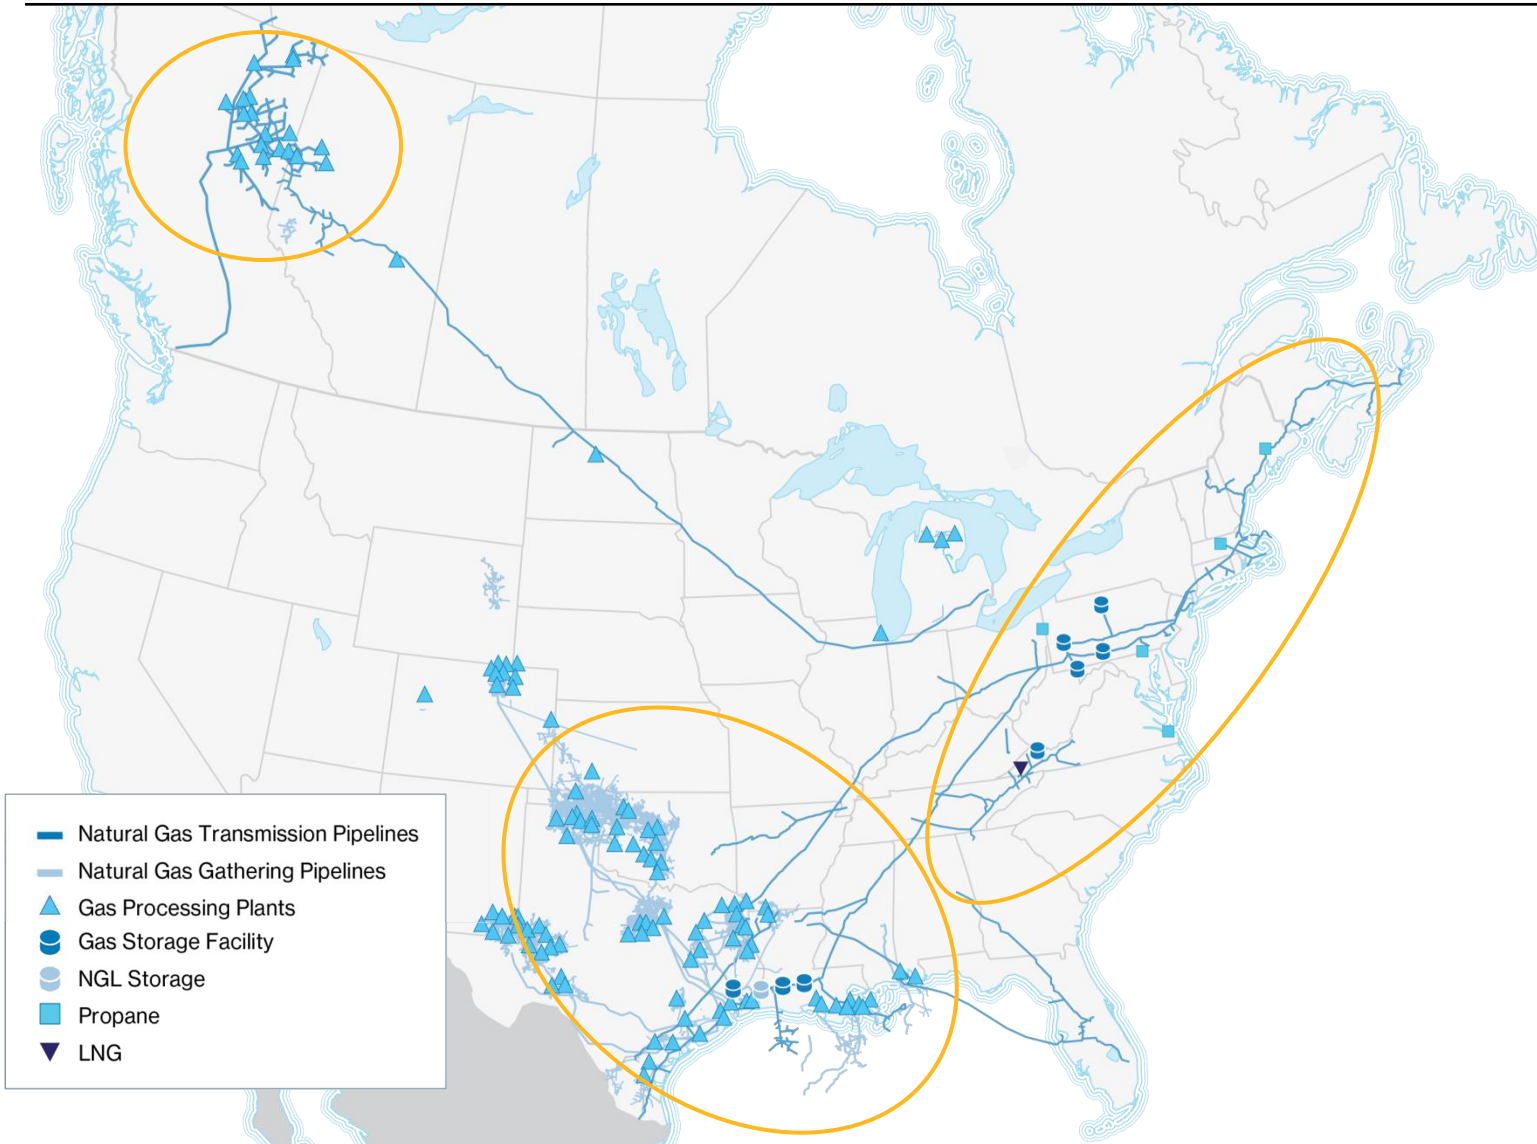 Natural Gas Transmission Pipelines
Natural Gas Gathering Pipelines
Gas Processing Plants
Gas Storage Facility
NGL Storage
Propane
LNG